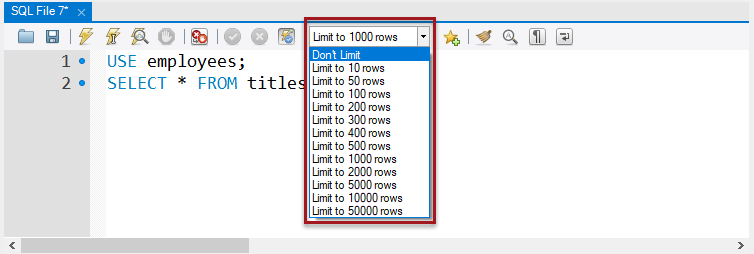 SQL File 7* ×
Limit to 1000 rows
1 USE employees;
2 SELECT * FROM titles
Don't Limit
Limit to 10 rows
Limit to 50 rows
Limit to 100 rows
Limit to 200 rows
Limit to 300 rows
Limit to 400 rows
Limit to 500 rows
Limit to 1000 rows
Limit to 2000 rows
Limit to 5000 rows
Limit to 10000 rows
Limit to 50000 rows